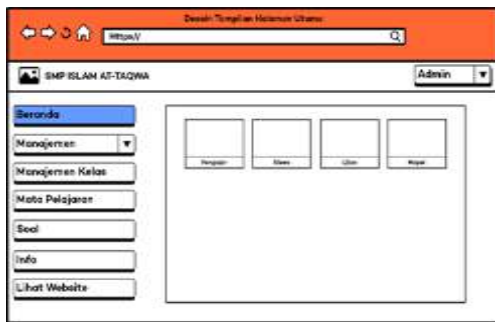 Desain Tampilan Halaman Utama
Https://
SMP ISLAM AT-TAQWA
Admin
Beranda
Manajemen
Manajemen Kelas
Mata Pelajaran
Soal
Info
Lihat Website
Pengajar
Siswa
Ujian
Mapel